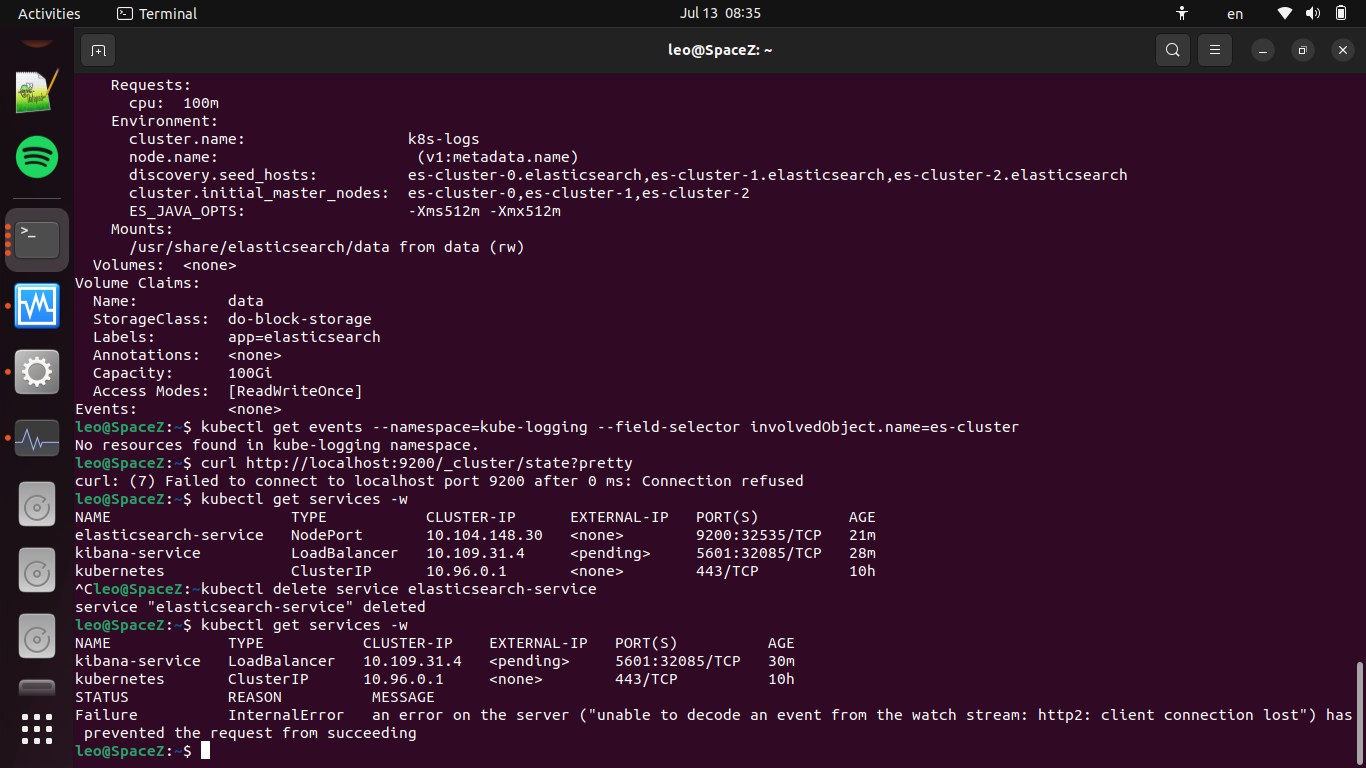 Activities Terminal Jul 13 08:35 en
leo@SpaceZ: ~
Requests:
cpu: 100m
Environment:
cluster.name: k8s-logs
node.name: (v1:metadata.name)
discovery.seed_hosts: es-cluster-0.elasticsearch,es-cluster-1.elasticsearch,es-cluster-2.elasticsearch
cluster.initial_master_nodes: es-cluster-0,es-cluster-1,es-cluster-2
ES_JAVA_OPTS: -Xms512m -Xmx512m
Mounts:
/usr/share/elasticsearch/data from data (rw)
Volumes: <none>
Volume Claims:
Name: data
StorageClass: do-block-storage
Labels: app=elasticsearch
Annotations: <none>
Capacity: 100Gi
Access Modes: [ReadWriteOnce]
Events: <none>
leo@SpaceZ:~$ kubectl get events --namespace=kube-logging --field-selector involvedObject.name=es-cluster
No resources found in kube-logging namespace.
leo@SpaceZ:~$ curl http://localhost:9200/_cluster/state?pretty
curl: (7) Failed to connect to localhost port 9200 after 0 ms: Connection refused
leo@SpaceZ:~$ kubectl get services -w
NAME TYPE CLUSTER-IP EXTERNAL-IP PORT(S) AGE
elasticsearch-service NodePort 10.104.148.30 <none> 9200:32535/TCP 21m
kibana-service LoadBalancer 10.109.31.4 <pending> 5601:32085/TCP 28m
kubernetes ClusterIP 10.96.0.1 <none> 443/TCP 10h
^Cleo@SpaceZ:~kubectl delete service elasticsearch-service
service "elasticsearch-service" deleted
leo@SpaceZ:~$ kubectl get services -w
NAME TYPE CLUSTER-IP EXTERNAL-IP PORT(S) AGE
kibana-service LoadBalancer 10.109.31.4 <pending> 5601:32085/TCP 30m
kubernetes ClusterIP 10.96.0.1 <none> 443/TCP 10h
STATUS REASON MESSAGE
Failure InternalError an error on the server ("unable to decode an event from the watch stream: http2: client connection lost") has
prevented the request from succeeding
leo@SpaceZ:~$